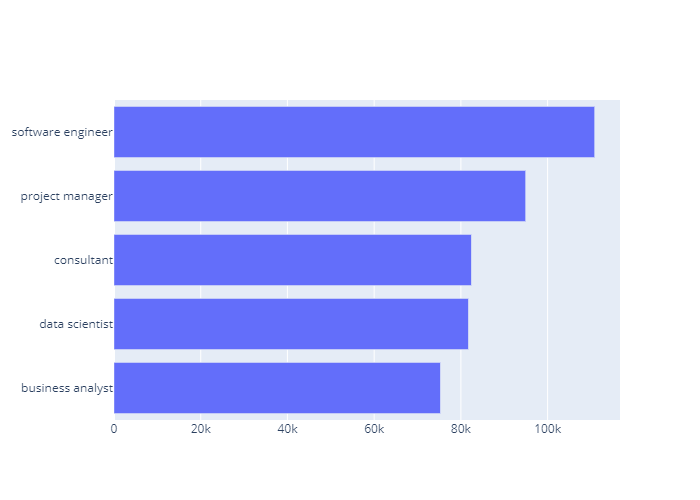 software engineer
project manager
consultant
data scientist
business analyst
0 20k 40k 60k 80k 100k